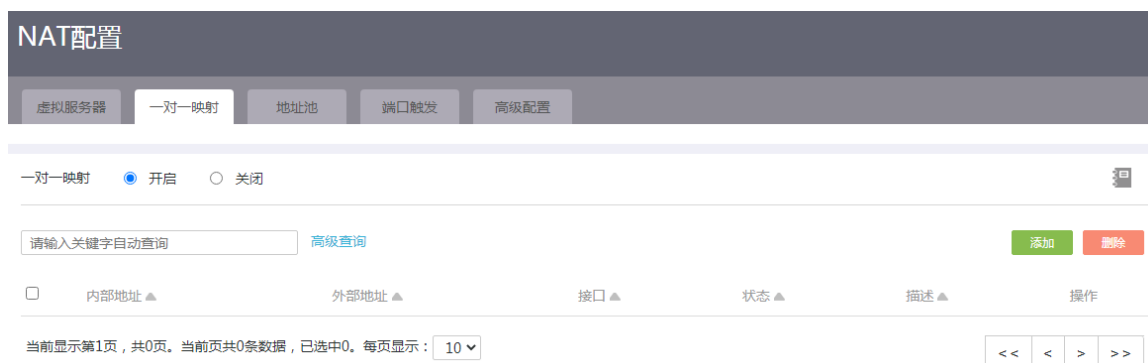 NAT配置
虚拟服务器 一对一映射 地址池 端口触发 高级配置
一对一映射 开启 关闭
请输入关键字自动查询 高级查询 添加 删除
内部地址 外部地址 接口 状态 描述 操作
当前显示第1页，共0页。当前页共0条数据，已选中0。每页显示： 10 << < > >>